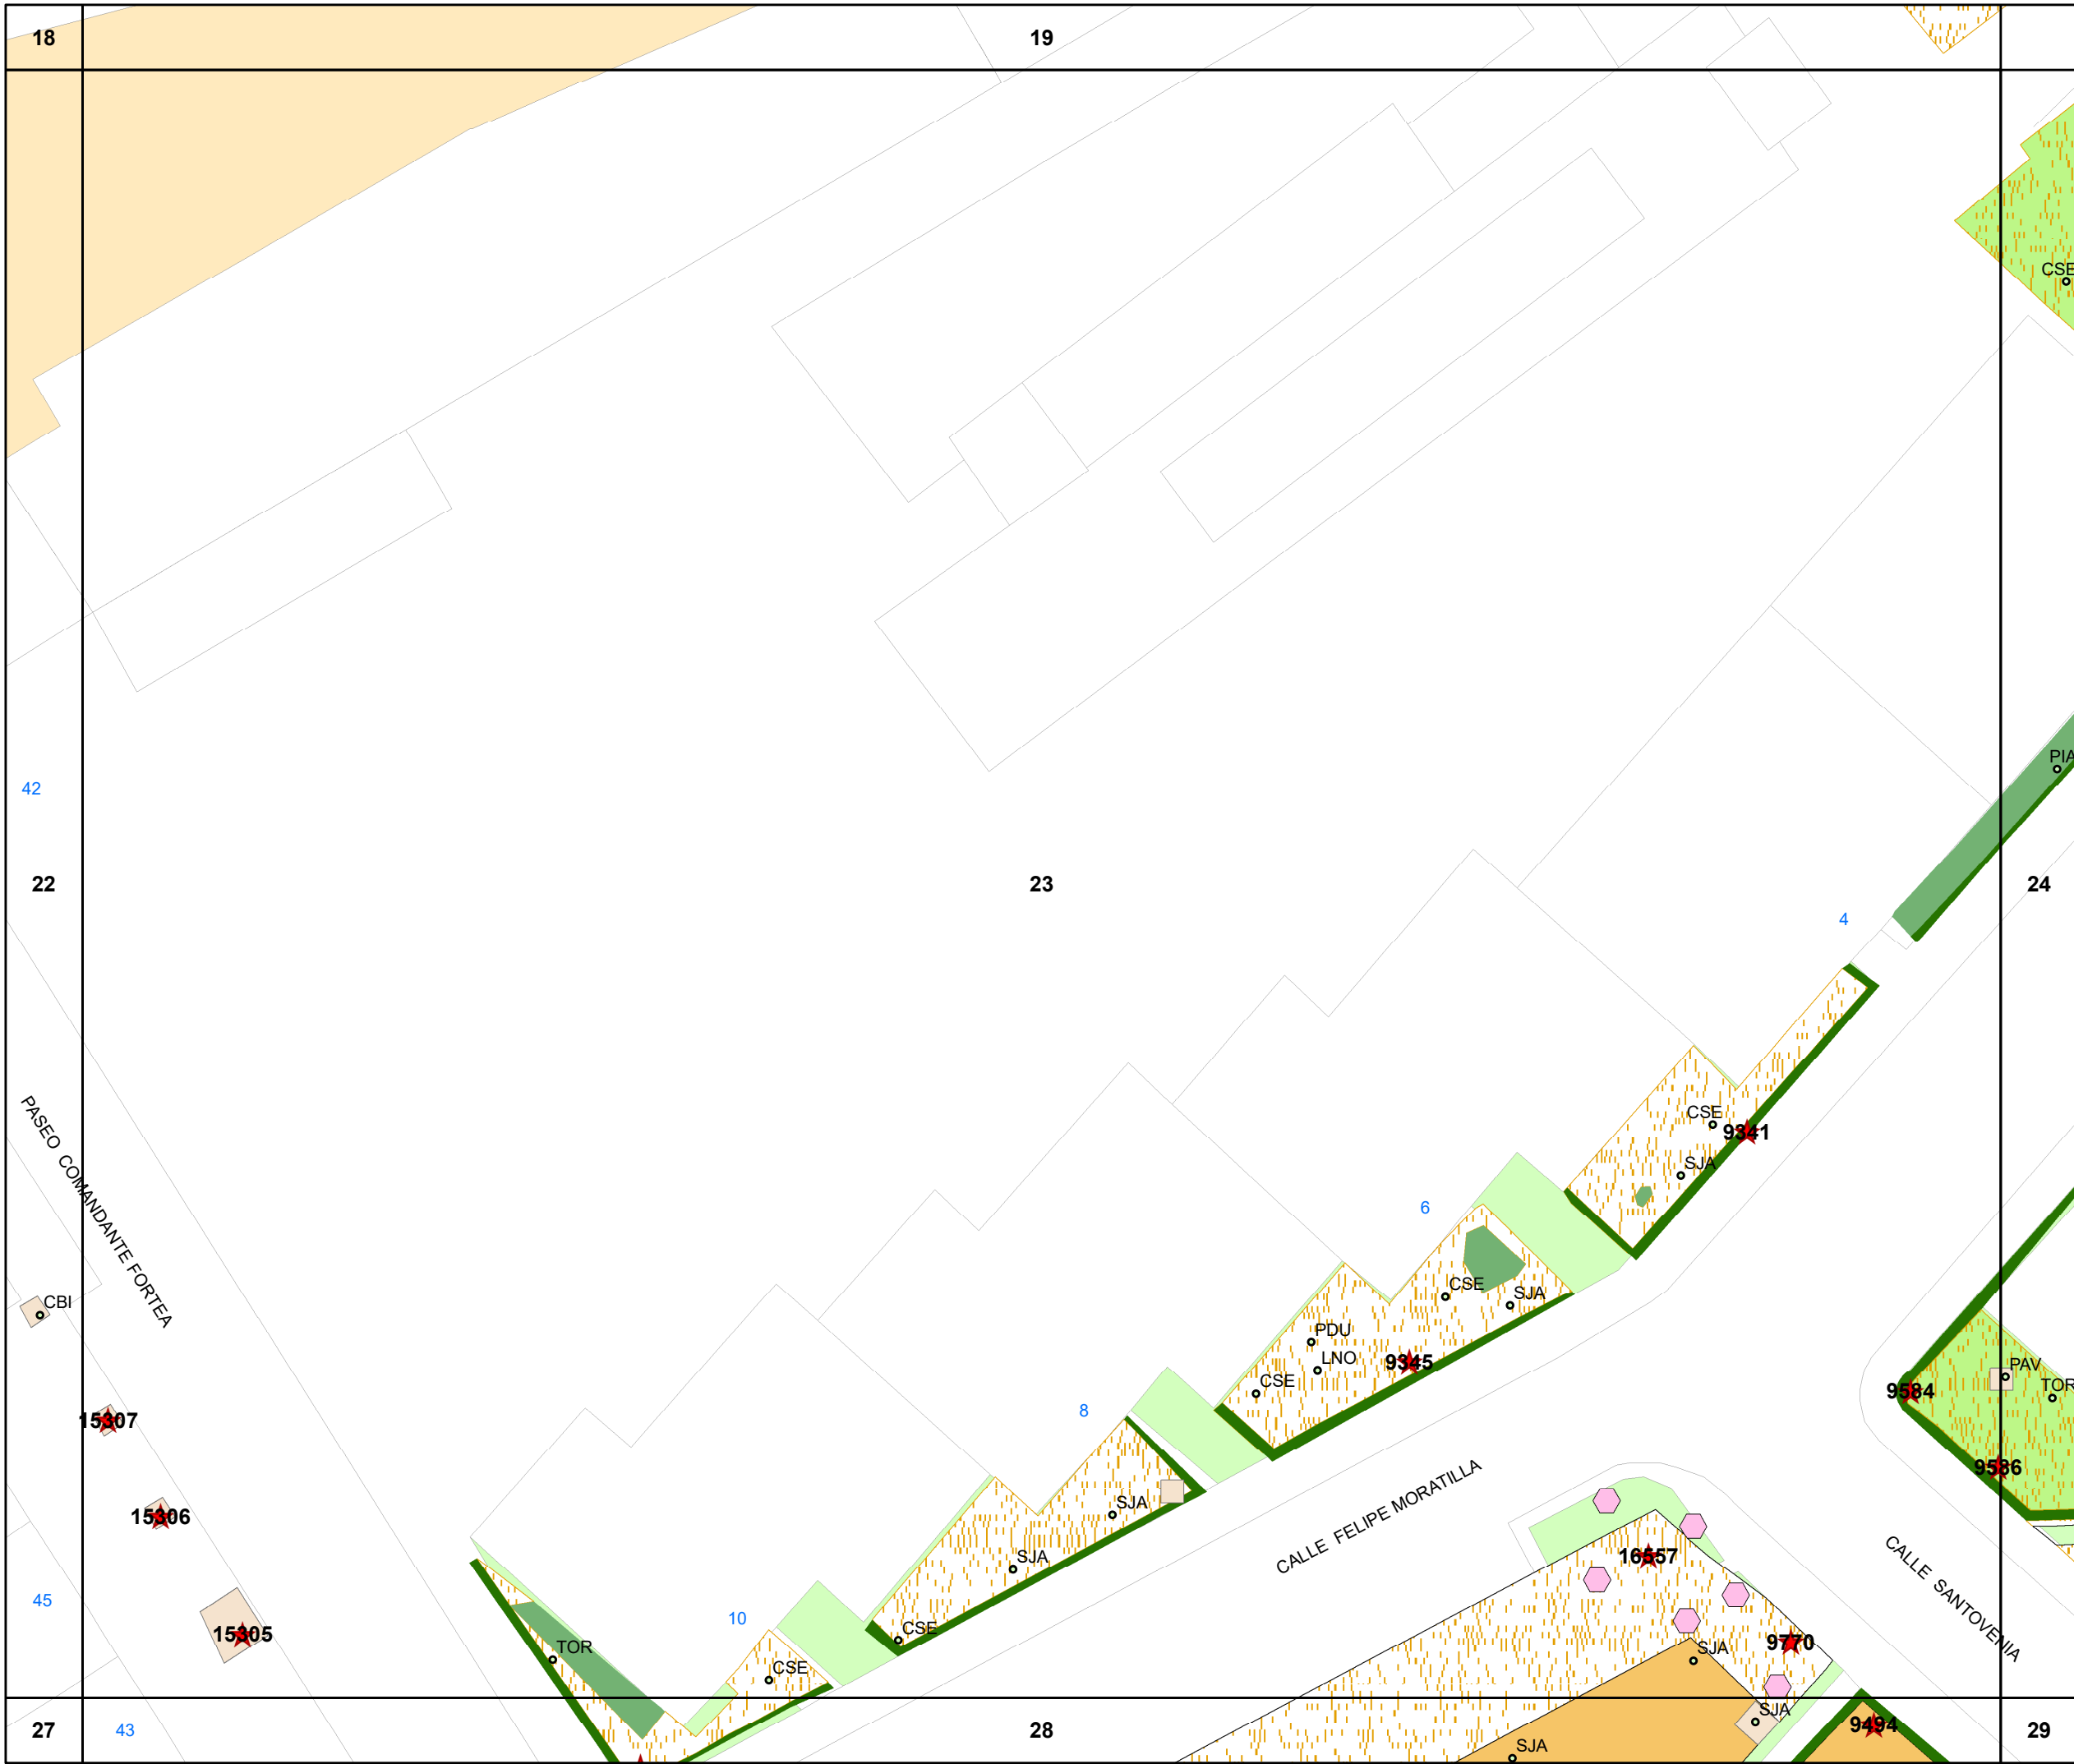 18
19
CSE
PIA
42
22
23
24
4
PASEO COMANDANTE FORTEA
CSE
9341
SJA
6
CBI
CSE
SJA
PDU
LNO
9345
CSE
PAV
TOR
9584
8
15307
9586
CALLE FELIPE MORATILLA
SJA
15306
16557
SJA
CALLE SANTOVENIA
45
10
15305
CSE
TOR
9770
SJA
CSE
SJA
27
43
28
9494
29
SJA